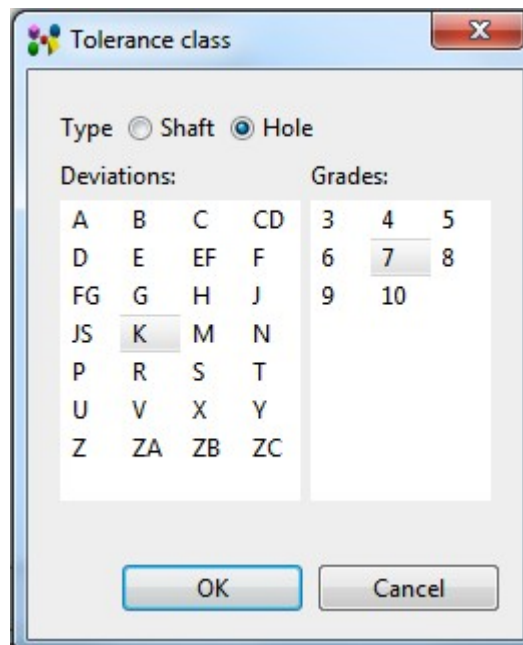 Tolerance class
Type Shaft Hole
Deviations: Grades:
A B C CD 3 4 5
D E EF F 6 7 8
FG G H J 9 10
JS K M N
P R S T
U V X Y
Z ZA ZB ZC
OK Cancel